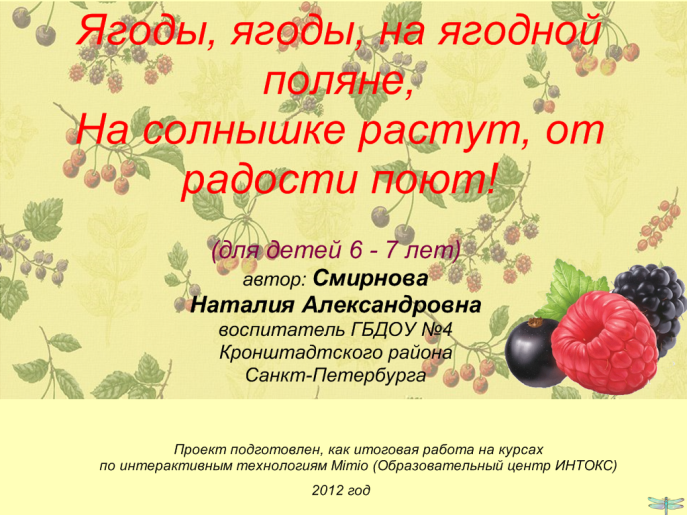 Ягоды, ягоды, на ягодной
поляне,
На солнышке растут, от
радости поют!
(для детей 6 - 7 лет)
автор: Смирнова
Наталия Александровна
воспитатель ГБДОУ №4
Кронштадтского района
Санкт-Петербурга
Проект подготовлен, как итоговая работа на курсах
по интерактивным технологиям Mimio (Образовательный центр ИНТОКС)
2012 год